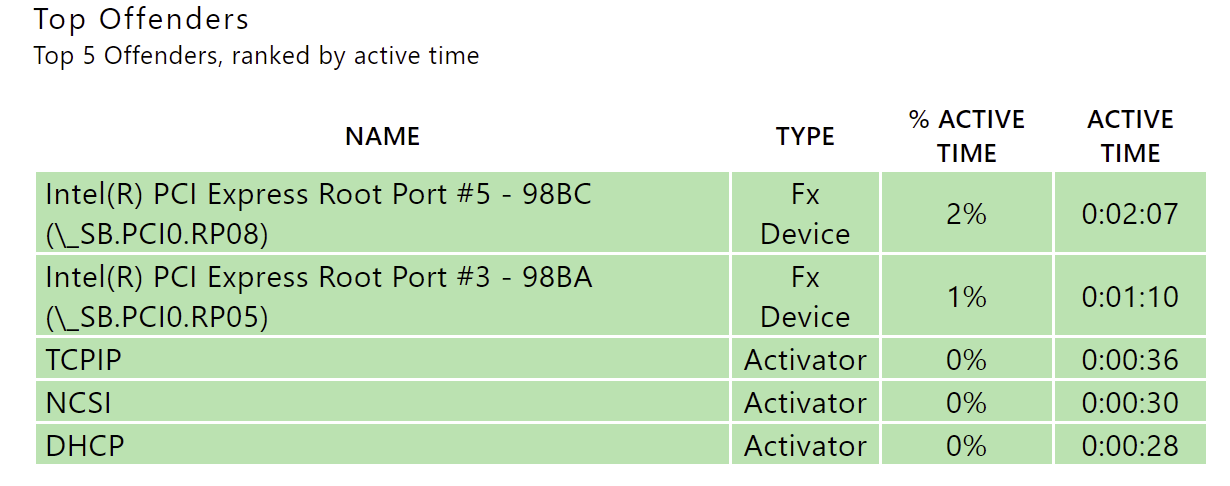 Top Offenders
Top 5 Offenders, ranked by active time
NAME TYPE % ACTIVE TIME ACTIVE TIME
Intel(R) PCI Express Root Port #5 - 98BC (\_SB.PCI0.RP08) Fx Device 2% 0:02:07
Intel(R) PCI Express Root Port #3 - 98BA (\_SB.PCI0.RP05) Fx Device 1% 0:01:10
TCPIP Activator 0% 0:00:36
NCSI Activator 0% 0:00:30
DHCP Activator 0% 0:00:28